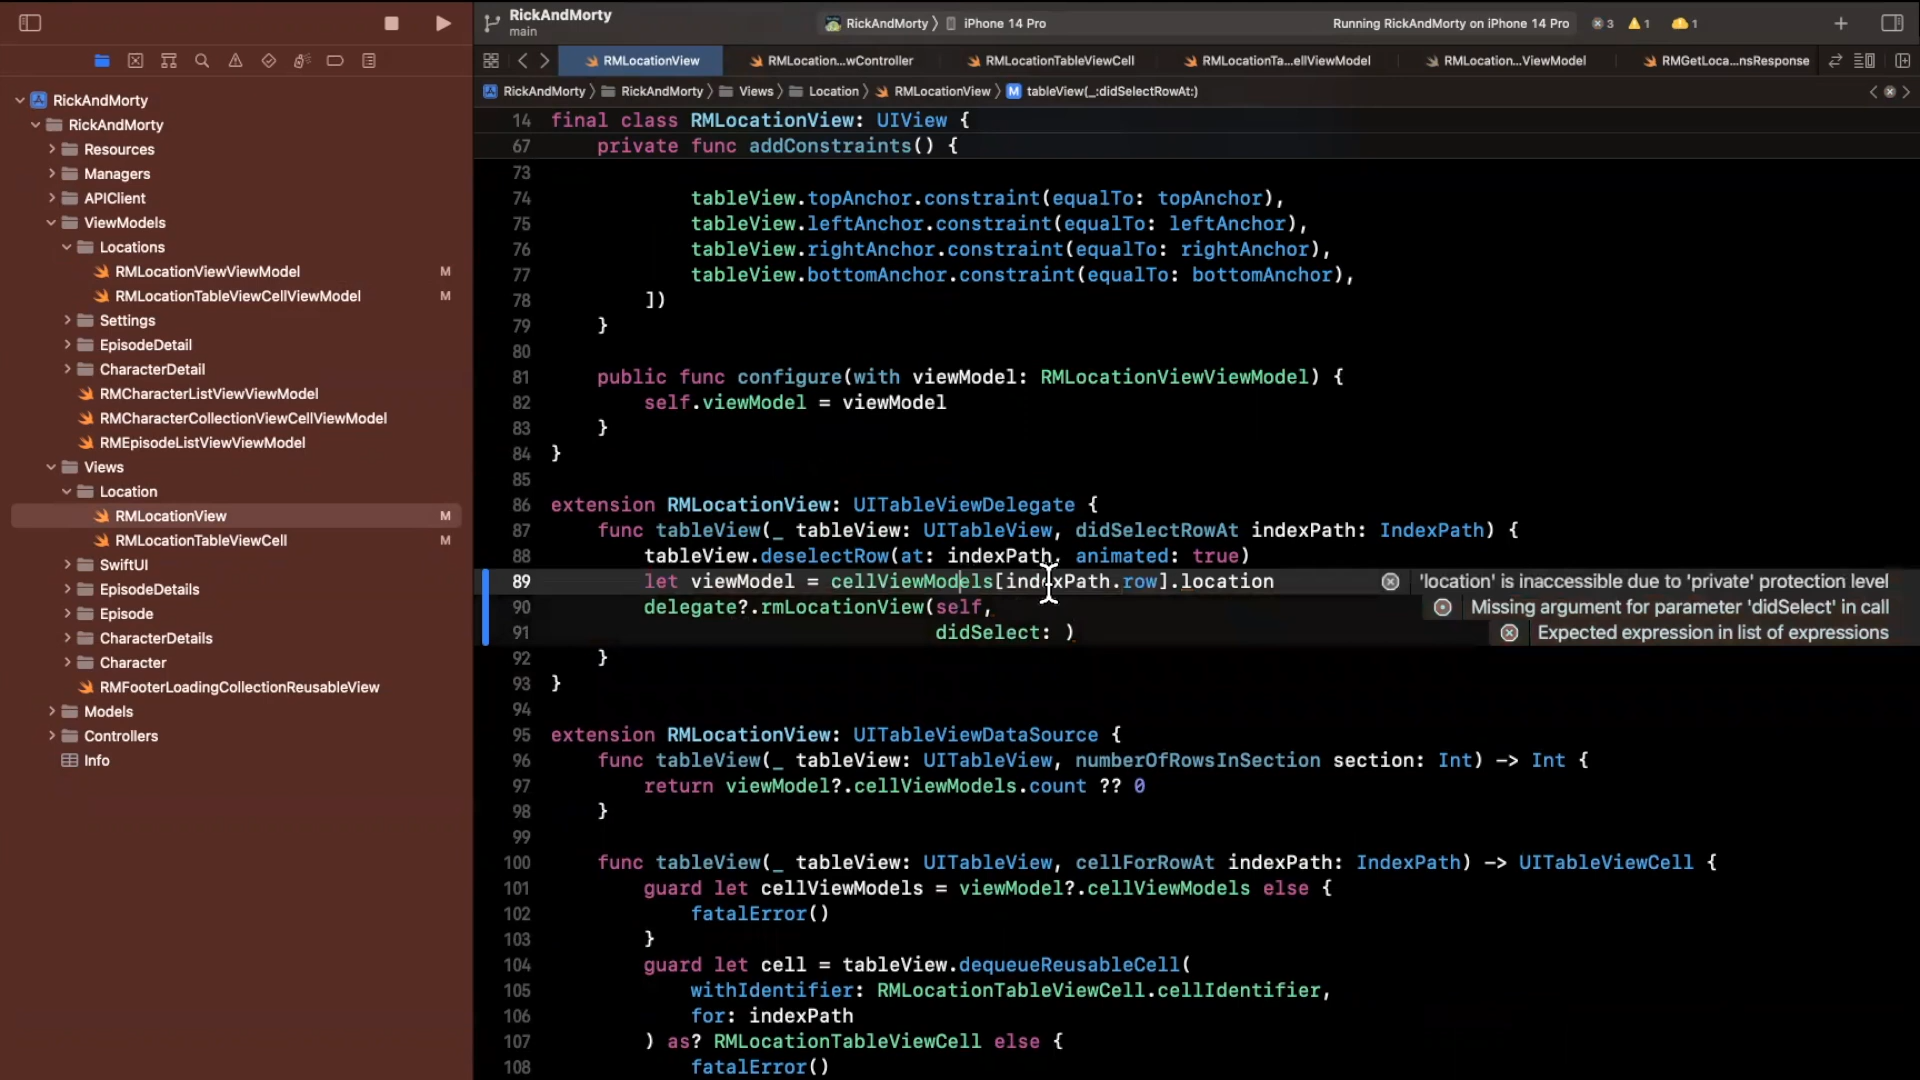 RickAndMorty
main
RickAndMorty
iPhone 14 Pro
Running RickAndMorty on iPhone 14 Pro
3
1
1
RMLocationView
RMLocation...wController
RMLocationTableViewCell
RMLocationTa...ellViewModel
RMLocation...ViewModel
RMGetLoca...nsResponse
RickAndMorty
RickAndMorty
Views
Location
RMLocationView
M tableView(_:didSelectRowAt:)
RickAndMorty
RickAndMorty
Resources
Managers
APIClient
ViewModels
Locations
RMLocationViewViewModel M
RMLocationTableViewCellViewModel M
Settings
EpisodeDetail
CharacterDetail
RMCharacterListViewViewModel
RMCharacterCollectionViewCellViewModel
RMEpisodeListViewViewModel
Views
Location
RMLocationView M
RMLocationTableViewCell M
SwiftUI
EpisodeDetails
Episode
CharacterDetails
Character
RMFooterLoadingCollectionReusableView
Models
Controllers
Info
14 final class RMLocationView: UIView {
67 private func addConstraints() {
73
74 tableView.topAnchor.constraint(equalTo: topAnchor),
75 tableView.leftAnchor.constraint(equalTo: leftAnchor),
76 tableView.rightAnchor.constraint(equalTo: rightAnchor),
77 tableView.bottomAnchor.constraint(equalTo: bottomAnchor),
78 ])
79 }
80
81 public func configure(with viewModel: RMLocationViewViewModel) {
82 self.viewModel = viewModel
83 }
84 }
85
86 extension RMLocationView: UITableViewDelegate {
87 func tableView(_ tableView: UITableView, didSelectRowAt indexPath: IndexPath) {
88 tableView.deselectRow(at: indexPath, animated: true)
89 let viewModel = cellViewModels[indexPath.row].location 'location' is inaccessible due to 'private' protection level
90 delegate?.rmLocationView(self, Missing argument for parameter 'didSelect' in call
91 didSelect: ) Expected expression in list of expressions
92 }
93 }
94
95 extension RMLocationView: UITableViewDataSource {
96 func tableView(_ tableView: UITableView, numberOfRowsInSection section: Int) -> Int {
97 return viewModel?.cellViewModels.count ?? 0
98 }
99
100 func tableView(_ tableView: UITableView, cellForRowAt indexPath: IndexPath) -> UITableViewCell {
101 guard let cellViewModels = viewModel?.cellViewModels else {
102 fatalError()
103 }
104 guard let cell = tableView.dequeueReusableCell(
105 withIdentifier: RMLocationTableViewCell.cellIdentifier,
106 for: indexPath
107 ) as? RMLocationTableViewCell else {
108 fatalError()